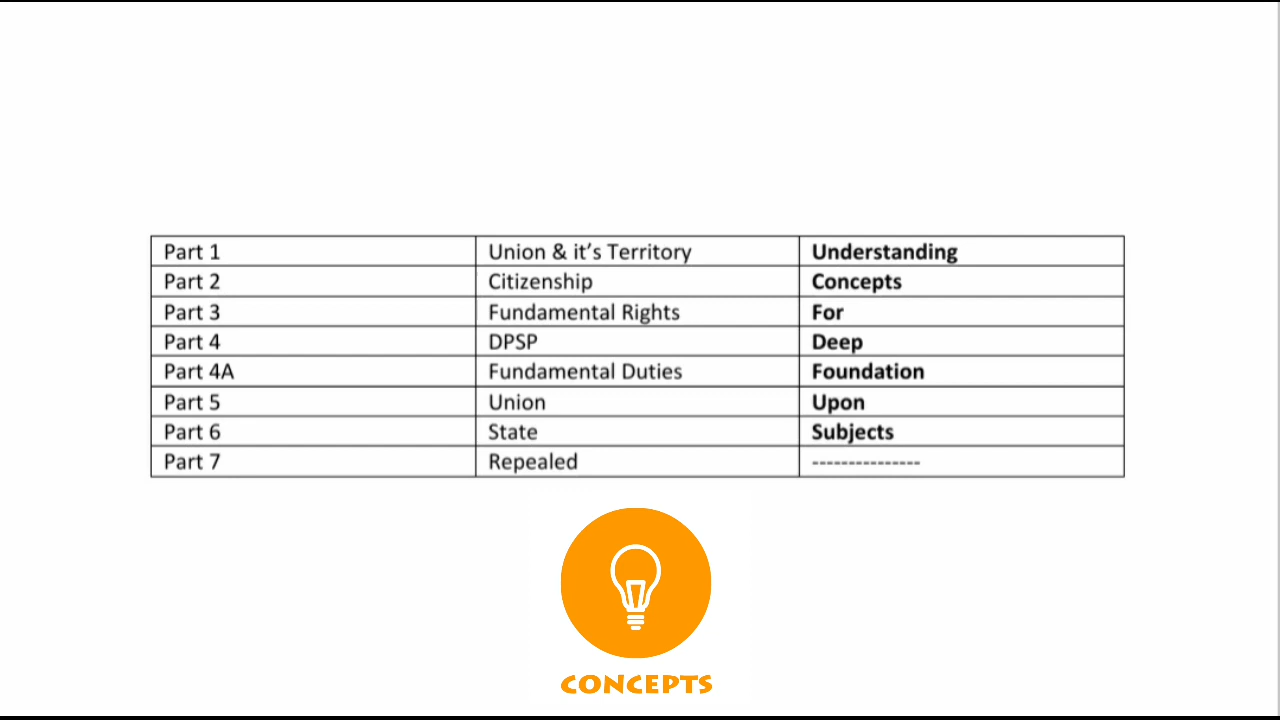 Part 1 Union & it’s Territory Understanding
Part 2 Citizenship Concepts
Part 3 Fundamental Rights For
Part 4 DPSP Deep
Part 4A Fundamental Duties Foundation
Part 5 Union Upon
Part 6 State Subjects
Part 7 Repealed ---------------
CONCEPTS